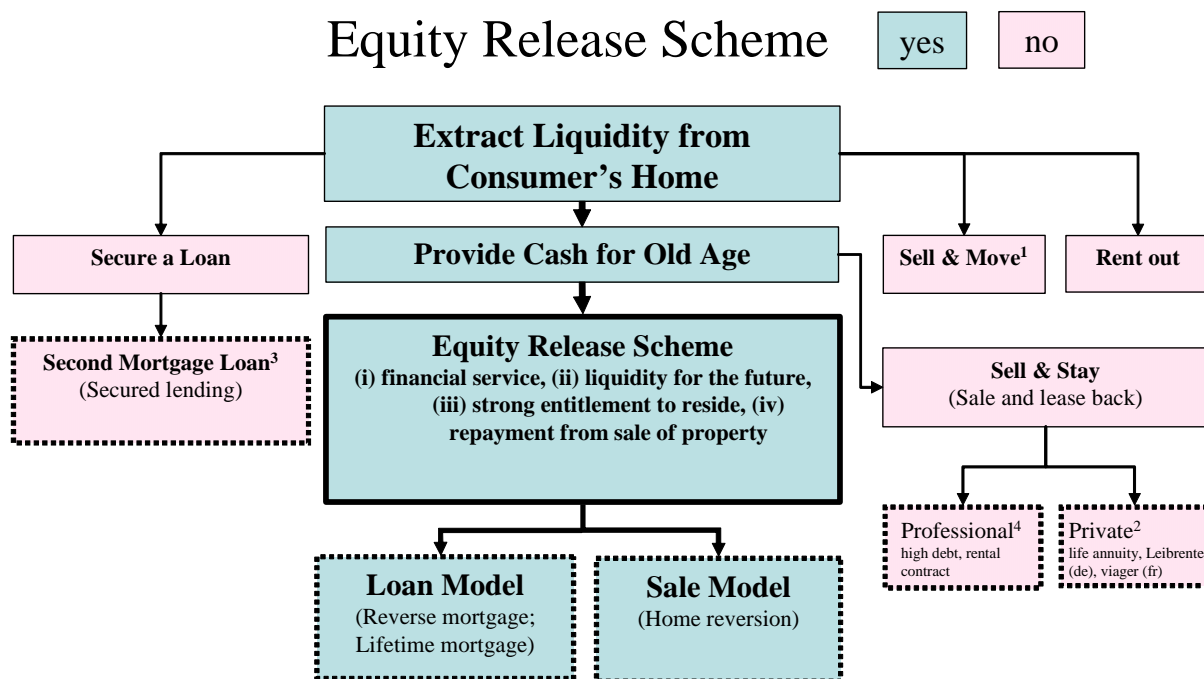 Equity Release Scheme
yes
no
Extract Liquidity from
Consumer’s Home
Secure a Loan
Provide Cash for Old Age
Sell & Move1
Rent out
Second Mortgage Loan3
(Secured lending)
Equity Release Scheme
(i) financial service, (ii) liquidity for the future,
(iii) strong entitlement to reside, (iv)
repayment from sale of property
Sell & Stay
(Sale and lease back)
Professional4
high debt, rental
contract
Private2
life annuity, Leibrente
(de), viager (fr)
Loan Model
(Reverse mortgage;
Lifetime mortgage)
Sale Model
(Home reversion)